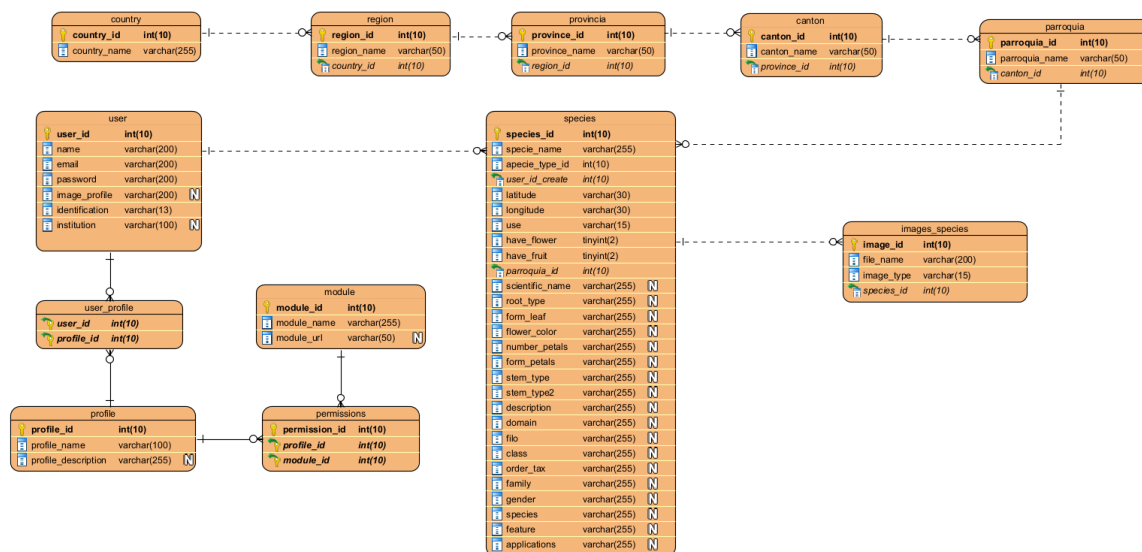 country
country_id int(10)
country_name varchar(255)
region
region_id int(10)
region_name varchar(50)
country_id int(10)
provincia
province_id int(10)
province_name varchar(50)
region_id int(10)
canton
canton_id int(10)
canton_name varchar(50)
province_id int(10)
parroquia
parroquia_id int(10)
parroquia_name varchar(50)
canton_id int(10)
user
user_id int(10)
name varchar(200)
email varchar(200)
password varchar(200)
image_profile varchar(200) N
identification varchar(13)
institution varchar(100) N
species
species_id int(10)
specie_name varchar(255)
apecie_type_id int(10)
user_id_create int(10)
latitude varchar(30)
longitude varchar(30)
use varchar(15)
have_flower tinyint(2)
have_fruit tinyint(2)
parroquia_id int(10)
scientific_name varchar(255) N
root_type varchar(255) N
form_leaf varchar(255) N
flower_color varchar(255) N
number_petals varchar(255) N
form_petals varchar(255) N
stem_type varchar(255) N
stem_type2 varchar(255) N
description varchar(255) N
domain varchar(255) N
filo varchar(255) N
class varchar(255) N
order_tax varchar(255) N
family varchar(255) N
gender varchar(255) N
species varchar(255) N
feature varchar(255) N
applications varchar(255) N
images_species
image_id int(10)
file_name varchar(200)
image_type varchar(15)
species_id int(10)
user_profile
user_id int(10)
profile_id int(10)
module
module_id int(10)
module_name varchar(255)
module_url varchar(50) N
profile
profile_id int(10)
profile_name varchar(100)
profile_description varchar(255) N
permissions
permission_id int(10)
profile_id int(10)
module_id int(10)